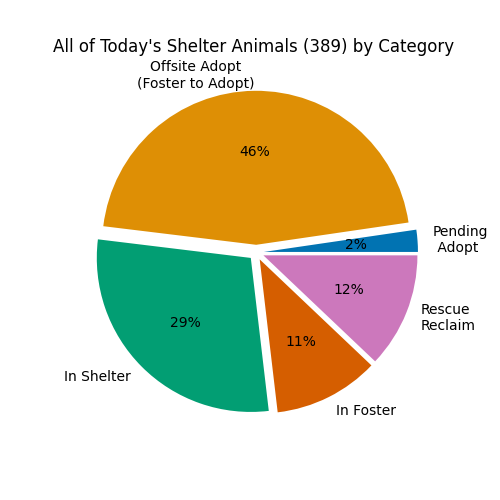 All of Today's Shelter Animals (389) by Category
Offsite Adopt
(Foster to Adopt)
46%
Pending
Adopt
2%
12%
Rescue
Reclaim
29%
11%
In Shelter
In Foster